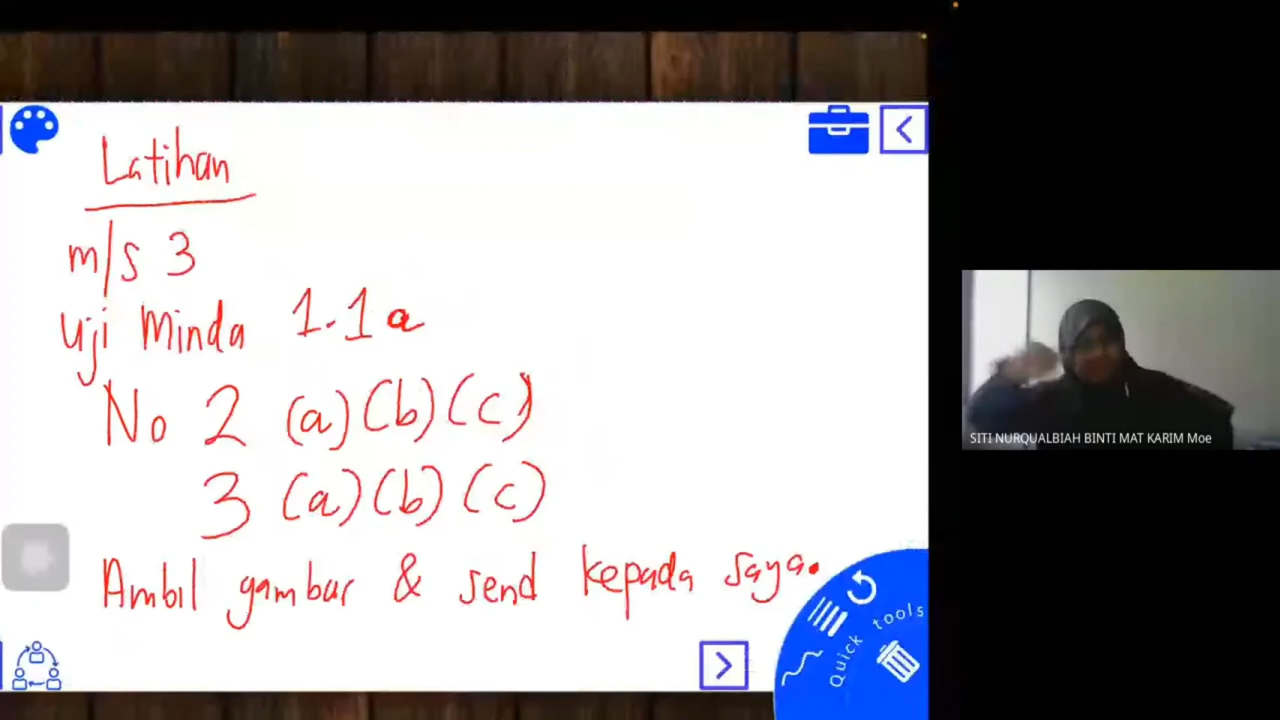 Latihan
m/s 3
Uji Minda 1.1a
No 2 (a) (b) (c)
3 (a) (b) (c)
Ambil gambar & send kepada saya.
Quick tools
SITI NURQUALBIAH BINTI MAT KARIM Moe